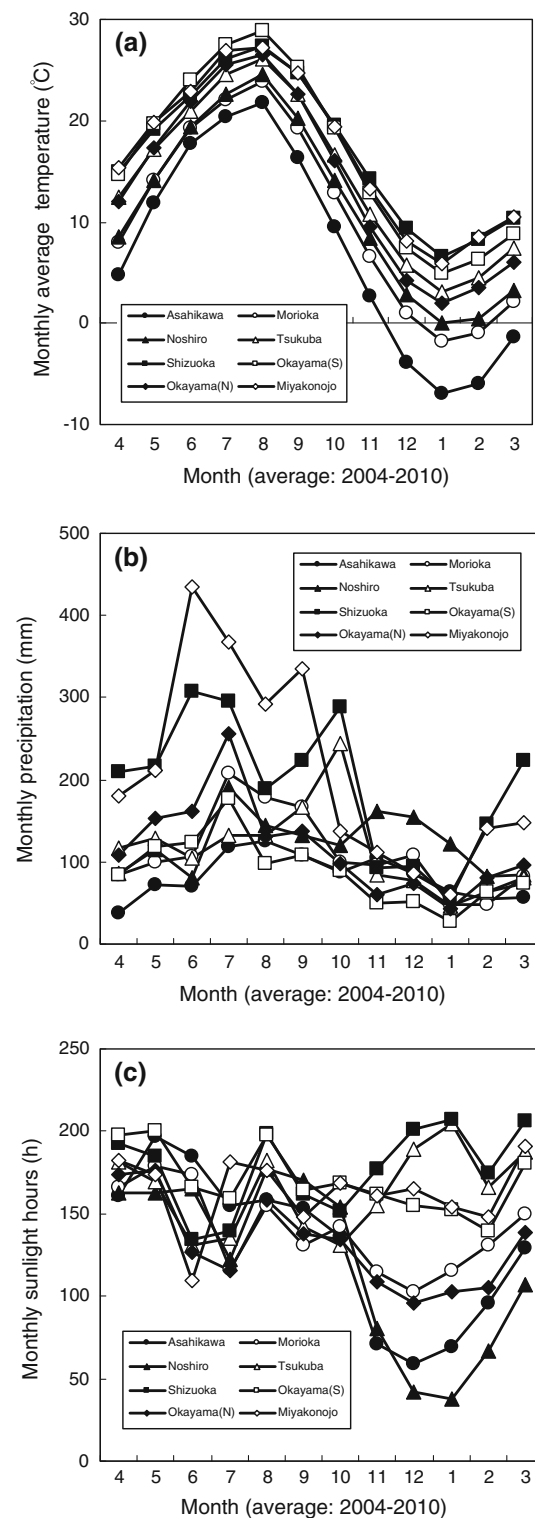 (a)
Monthly average temperature (℃)
30
20
10
0
-10
Asahikawa Morioka
Noshiro Tsukuba
Shizuoka Okayama(S)
Okayama(N) Miyakonojo
4 5 6 7 8 9 10 11 12 1 2 3
Month (average: 2004-2010)
(b)
Monthly precipitation (mm)
500
400
300
200
100
0
Asahikawa Morioka
Noshiro Tsukuba
Shizuoka Okayama(S)
Okayama(N) Miyakonojo
4 5 6 7 8 9 10 11 12 1 2 3
Month (average: 2004-2010)
(c)
Monthly sunlight hours (h)
250
200
150
100
50
0
Asahikawa Morioka
Noshiro Tsukuba
Shizuoka Okayama(S)
Okayama(N) Miyakonojo
4 5 6 7 8 9 10 11 12 1 2 3
Month (average: 2004-2010)